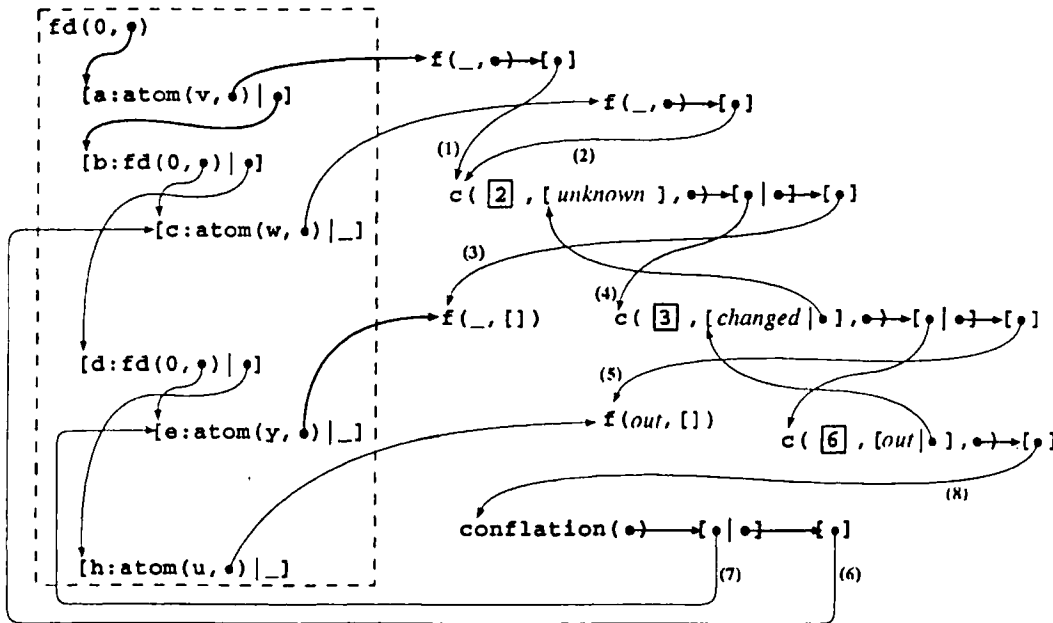 fd(0, •)
f(_, •) [•]
[a:atom(v, •)|•]
f(_, •) [•]
(1)
(2)
[b:fd(0, •)|•]
c( 2 , [ unknown ], •) [•|•] [•]
[c:atom(w, •)|_]
(3)
(4)
f(_, [])
c( 3 , [changed|•], •) [•|•] [•]
[d:fd(0, •)|•]
(5)
f(out, [])
[e:atom(y, •)|_]
c( 6 , [out|•], •) [•]
(8)
conflation( •) [•|•] [•]
[h:atom(u, •)|_]
(7)
(6)